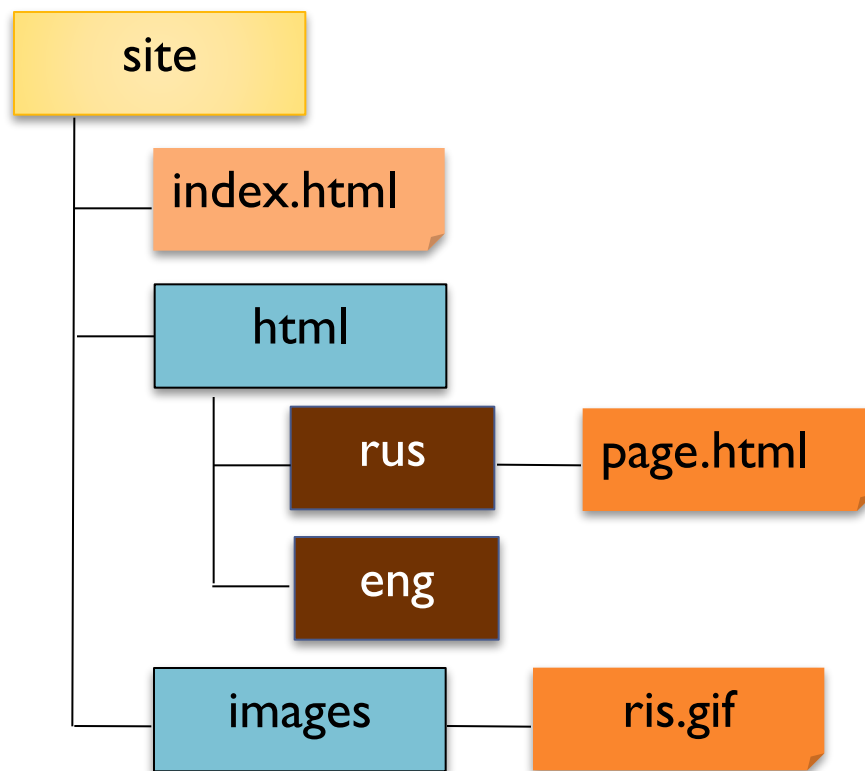 site
index.html
html
rus
page.html
eng
images
ris.gif